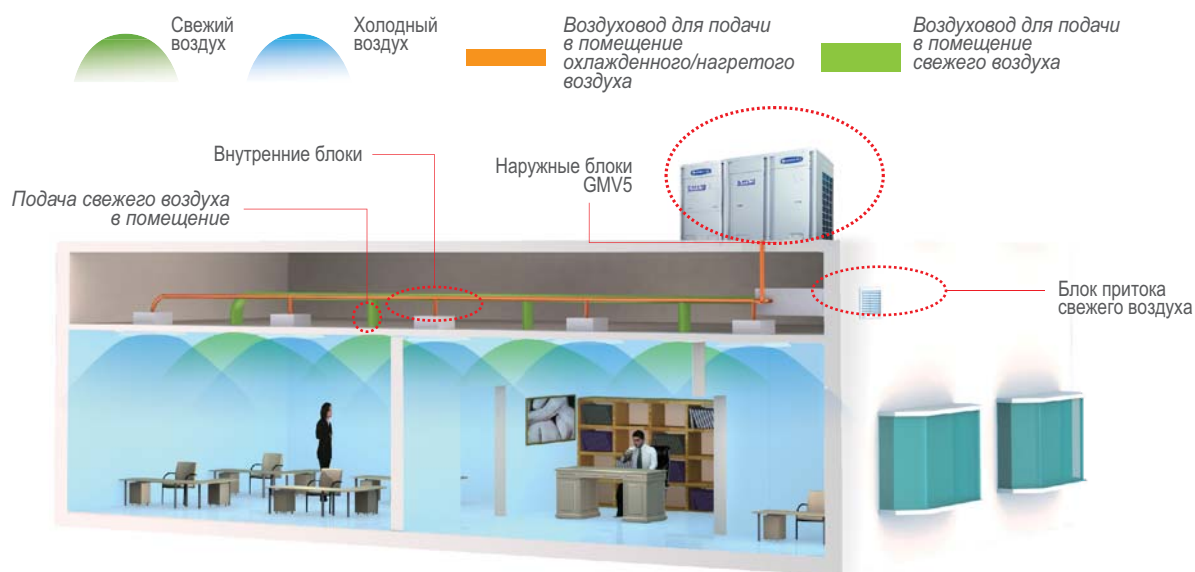 Свежий
воздух
Холодный
воздух
Воздуховод для подачи
в помещение
охлажденного/нагретого
воздуха
Воздуховод для подачи
в помещение
свежего воздуха
Внутренние блоки
Наружные блоки
GMV5
Подача свежего воздуха
в помещение
Блок притока
свежего воздуха